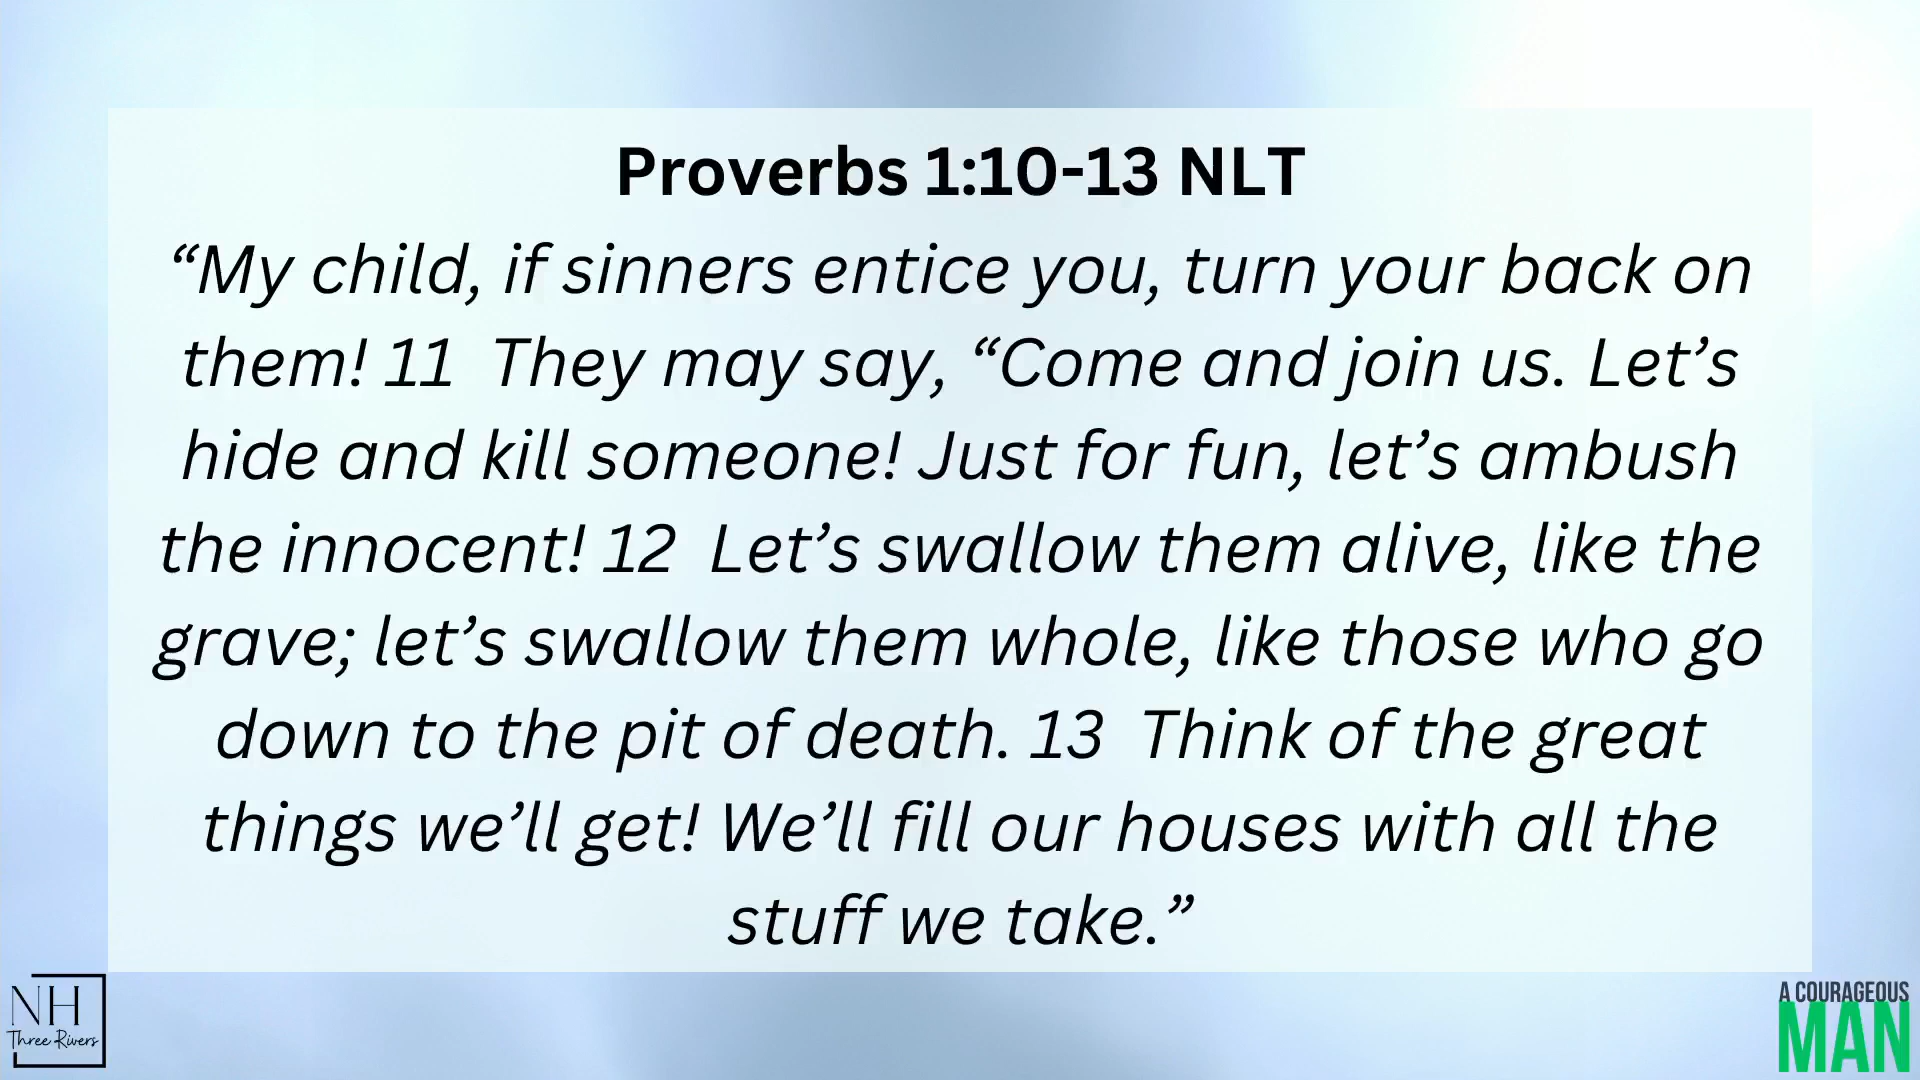 Proverbs 1:10-13 NLT
“My child, if sinners entice you, turn your back on
them! 11  They may say, “Come and join us. Let’s
hide and kill someone! Just for fun, let’s ambush
the innocent! 12  Let’s swallow them alive, like the
grave; let’s swallow them whole, like those who go
down to the pit of death. 13  Think of the great
things we’ll get! We’ll fill our houses with all the
stuff we take.”
NH
Three Rivers
A COURAGEOUS
MAN